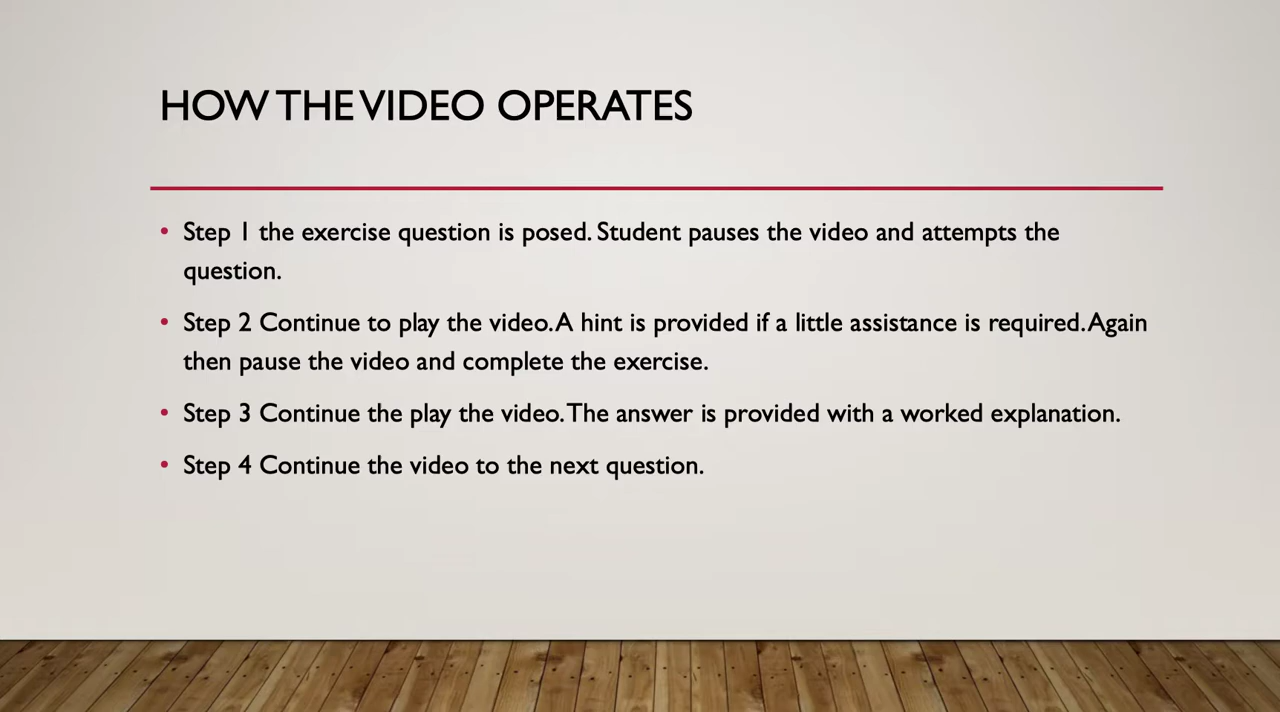 HOW THE VIDEO OPERATES
• Step 1 the exercise question is posed. Student pauses the video and attempts the
question.
• Step 2 Continue to play the video. A hint is provided if a little assistance is required. Again
then pause the video and complete the exercise.
• Step 3 Continue the play the video. The answer is provided with a worked explanation.
• Step 4 Continue the video to the next question.